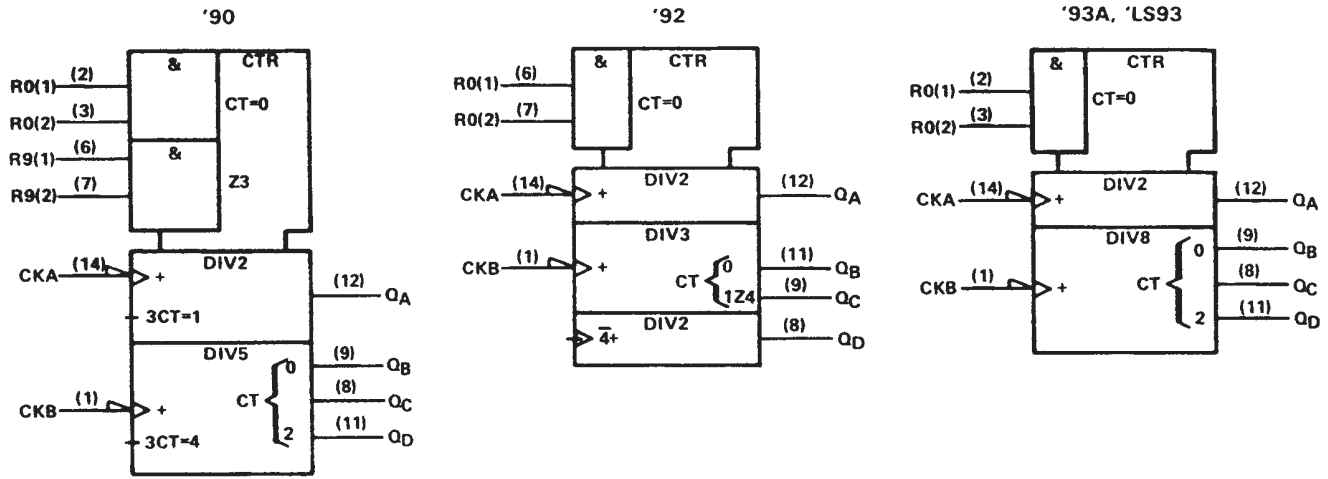 '90
& CTR
R0(1) (2)
CT=0
R0(2) (3)
R9(1) (6)
&
Z3
R9(2) (7)
DIV2
CKA (14) +
(12) QA
3CT=1
DIV5
0 (9) QB
CT (8) QC
CKB (1) +
2 (11) QD
3CT=4
'92
& CTR
R0(1) (6)
CT=0
R0(2) (7)
DIV2
CKA (14) + (12) QA
DIV3
CKB (1) + 0 (11) QB
CT
1Z4 (9) QC
DIV2
4̅+ (8) QD
'93A, 'LS93
& CTR
R0(1) (2)
CT=0
R0(2) (3)
DIV2
CKA (14) + (12) QA
DIV8
0 (9) QB
CKB (1) + CT (8) QC
2 (11) QD